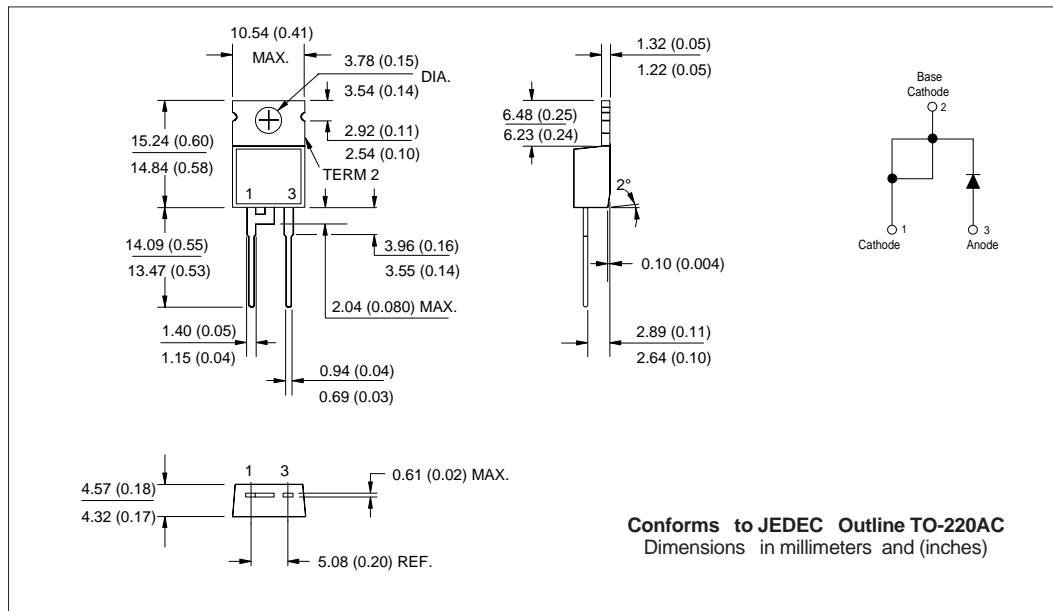 10.54 (0.41)
MAX.
3.78 (0.15)
3.54 (0.14)
DIA.
2.92 (0.11)
2.54 (0.10)
TERM 2
15.24 (0.60)
14.84 (0.58)
1 3
14.09 (0.55)
13.47 (0.53)
3.96 (0.16)
3.55 (0.14)
2.04 (0.080) MAX.
1.40 (0.05)
1.15 (0.04)
0.94 (0.04)
0.69 (0.03)
1.32 (0.05)
1.22 (0.05)
6.48 (0.25)
6.23 (0.24)
2°
0.10 (0.004)
2.89 (0.11)
2.64 (0.10)
Base
Cathode
2
1
3
Cathode
Anode
1 3
4.57 (0.18)
4.32 (0.17)
0.61 (0.02) MAX.
5.08 (0.20) REF.
Conforms to JEDEC Outline TO-220AC
Dimensions in millimeters and (inches)